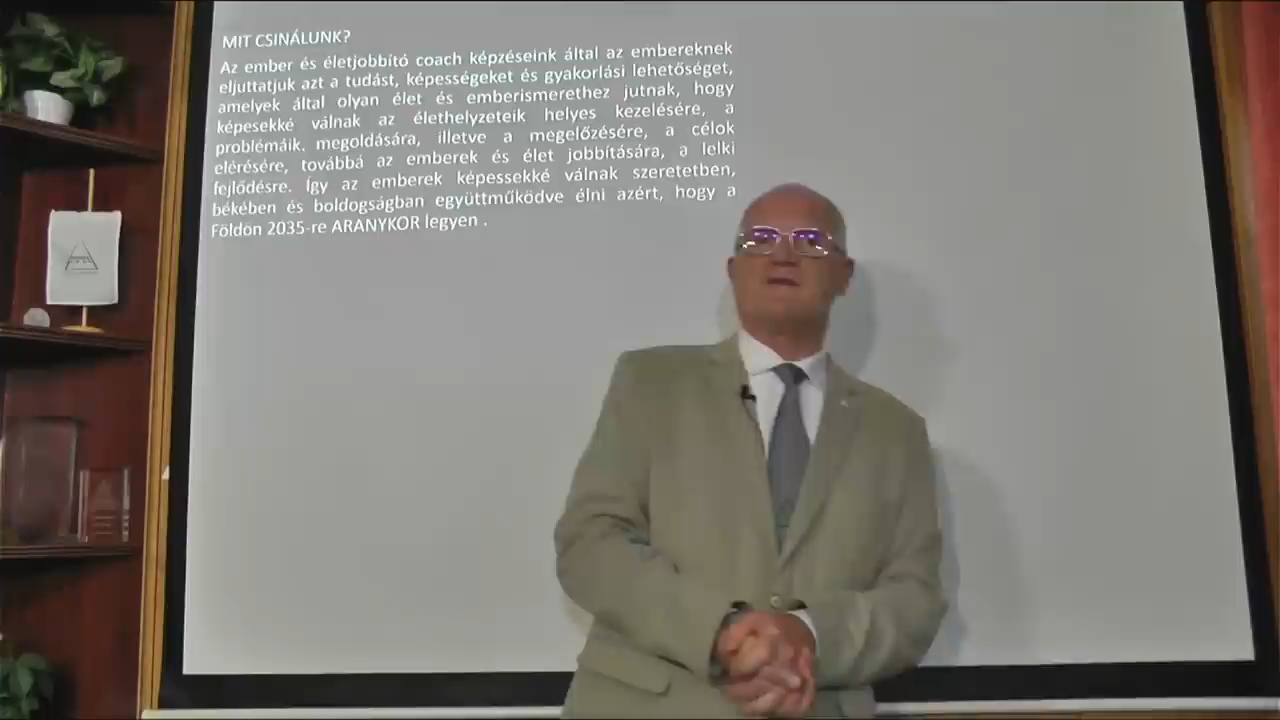 MIT CSINÁLUNK?
Az ember és életjobbító coach képzéseink által az embereknek
eljuttatjuk azt a tudást, képességeket és gyakorlási lehetőséget,
amelyek által olyan élet és emberismerethez jutnak, hogy
képesekké válnak az élethelyzeteik helyes kezelésére, a
problémáik. megoldására, illetve a megelőzésére, a célok
elérésére, továbbá az emberek és élet jobbítására, a lelki
fejlődésre. Így az emberek képessekké válnak szeretetben,
békében és boldogságban együttműködve élni azért, hogy a
Földön 2035-re ARANYKOR legyen .